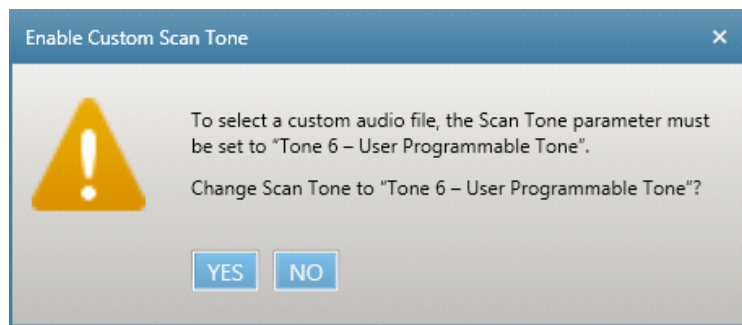 Enable Custom Scan Tone
To select a custom audio file, the Scan Tone parameter must
be set to “Tone 6 – User Programmable Tone”.
Change Scan Tone to “Tone 6 – User Programmable Tone”?
YES NO